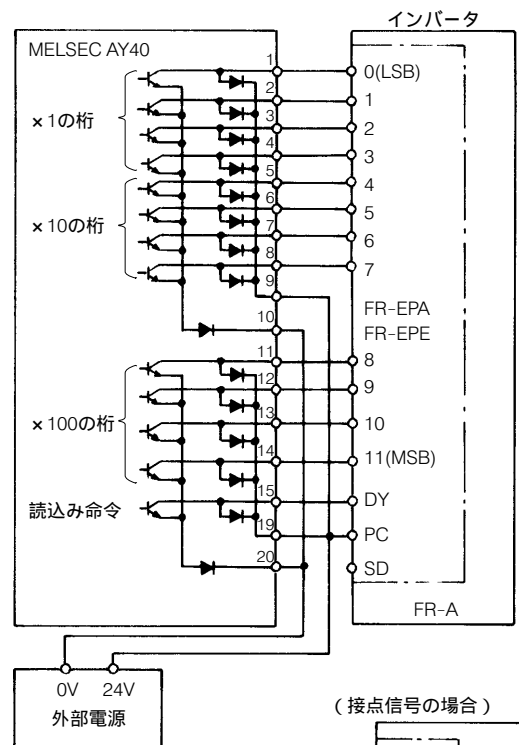 インバータ
MELSEC AY40
×1の桁
×10の桁
×100の桁
読込み命令
1
2
3
4
5
6
7
8
9
10
11
12
13
14
15
19
20
0(LSB)
1
2
3
4
5
6
7
FR-EPA
FR-EPE
8
9
10
11(MSB)
DY
PC
SD
FR-A
0V 24V
外部電源
(接点信号の場合)